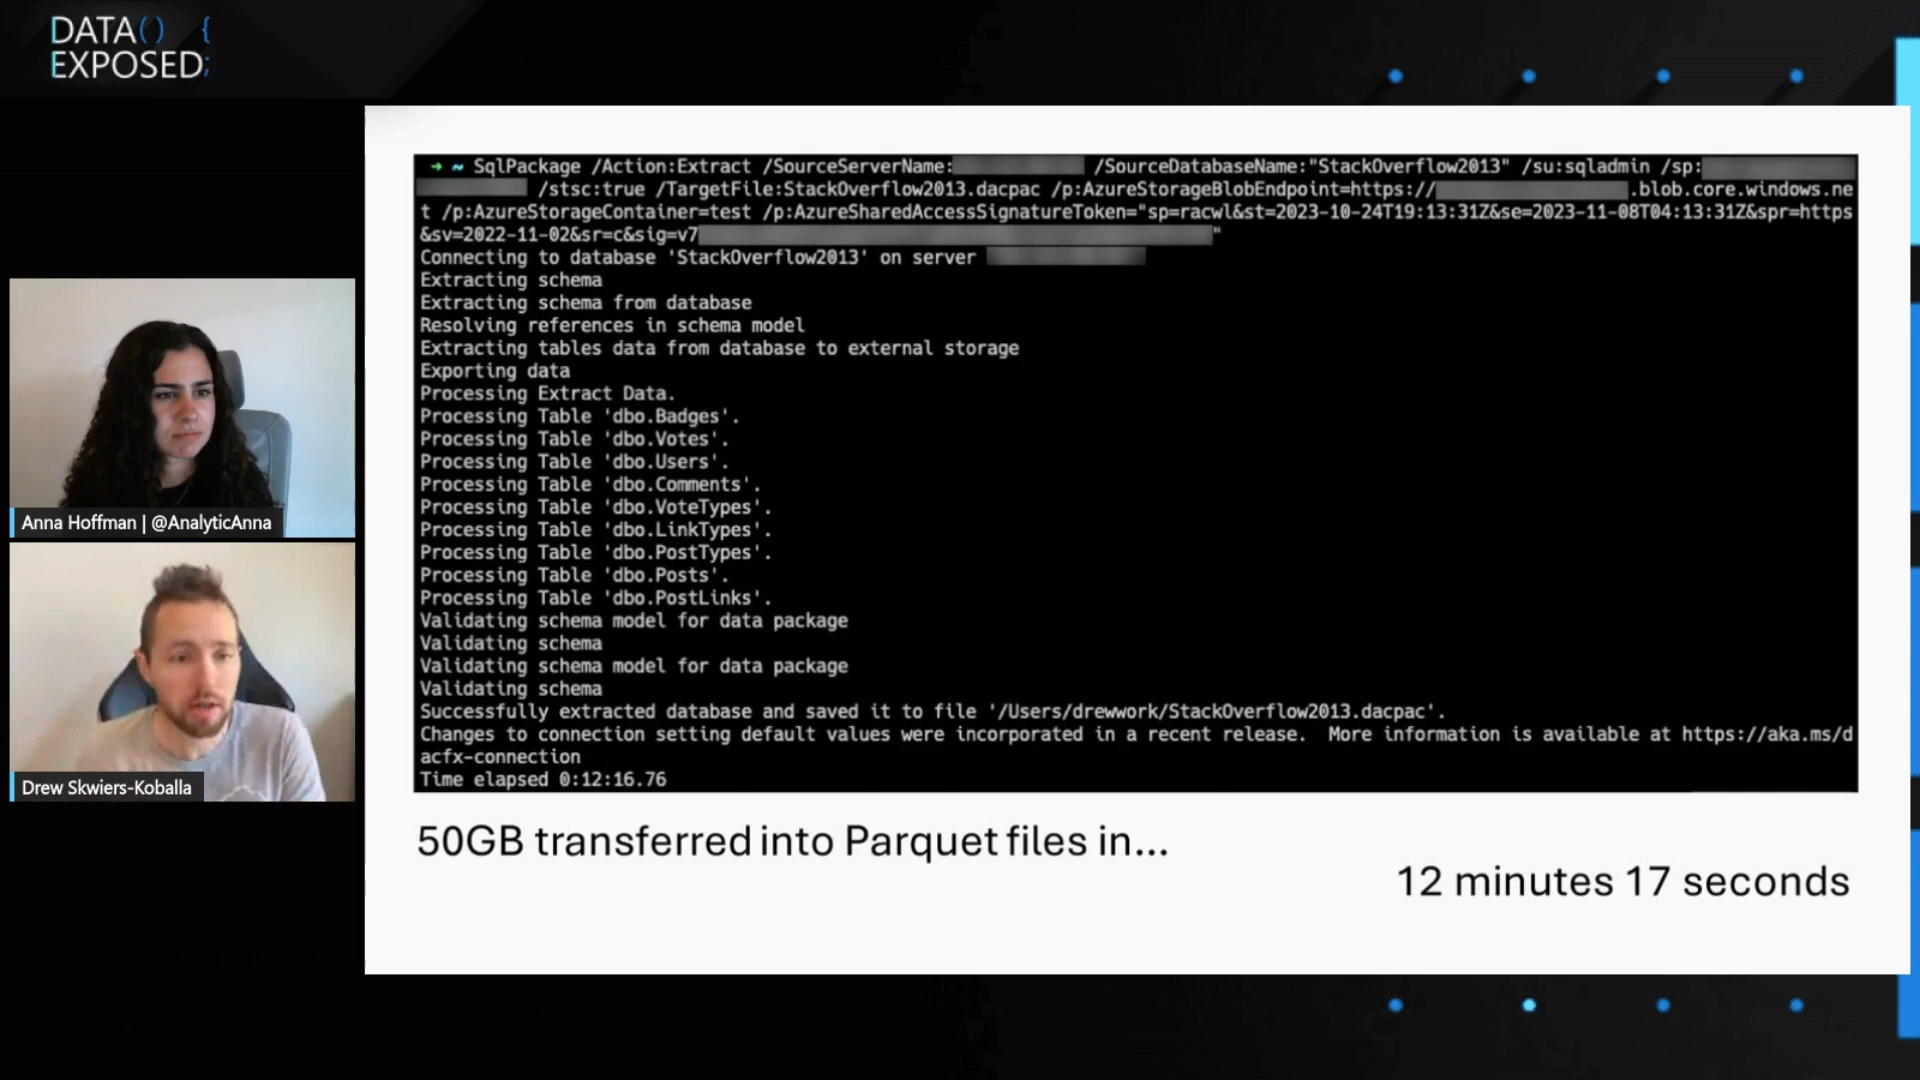 DATA() {
EXPOSED;
➜ ~ SqlPackage /Action:Extract /SourceServerName: /SourceDatabaseName:"StackOverflow2013" /su:sqladmin /sp:
/stsc:true /TargetFile:StackOverflow2013.dacpac /p:AzureStorageBlobEndpoint=https:// .blob.core.windows.ne
t /p:AzureStorageContainer=test /p:AzureSharedAccessSignatureToken="sp=racwl&st=2023-10-24T19:13:31Z&se=2023-11-08T04:13:31Z&spr=https
&sv=2022-11-02&sr=c&sig=v7 "
Connecting to database 'StackOverflow2013' on server
Extracting schema
Extracting schema from database
Resolving references in schema model
Extracting tables data from database to external storage
Exporting data
Processing Extract Data.
Processing Table 'dbo.Badges'.
Processing Table 'dbo.Votes'.
Processing Table 'dbo.Users'.
Processing Table 'dbo.Comments'.
Processing Table 'dbo.VoteTypes'.
Processing Table 'dbo.LinkTypes'.
Processing Table 'dbo.PostTypes'.
Processing Table 'dbo.Posts'.
Processing Table 'dbo.PostLinks'.
Validating schema model for data package
Validating schema
Validating schema model for data package
Validating schema
Successfully extracted database and saved it to file '/Users/drewwork/StackOverflow2013.dacpac'.
Changes to connection setting default values were incorporated in a recent release.  More information is available at https://aka.ms/d
acfx-connection
Time elapsed 0:12:16.76
50GB transferred into Parquet files in...
12 minutes 17 seconds
Anna Hoffman | @AnalyticAnna
Drew Skwiers-Koballa